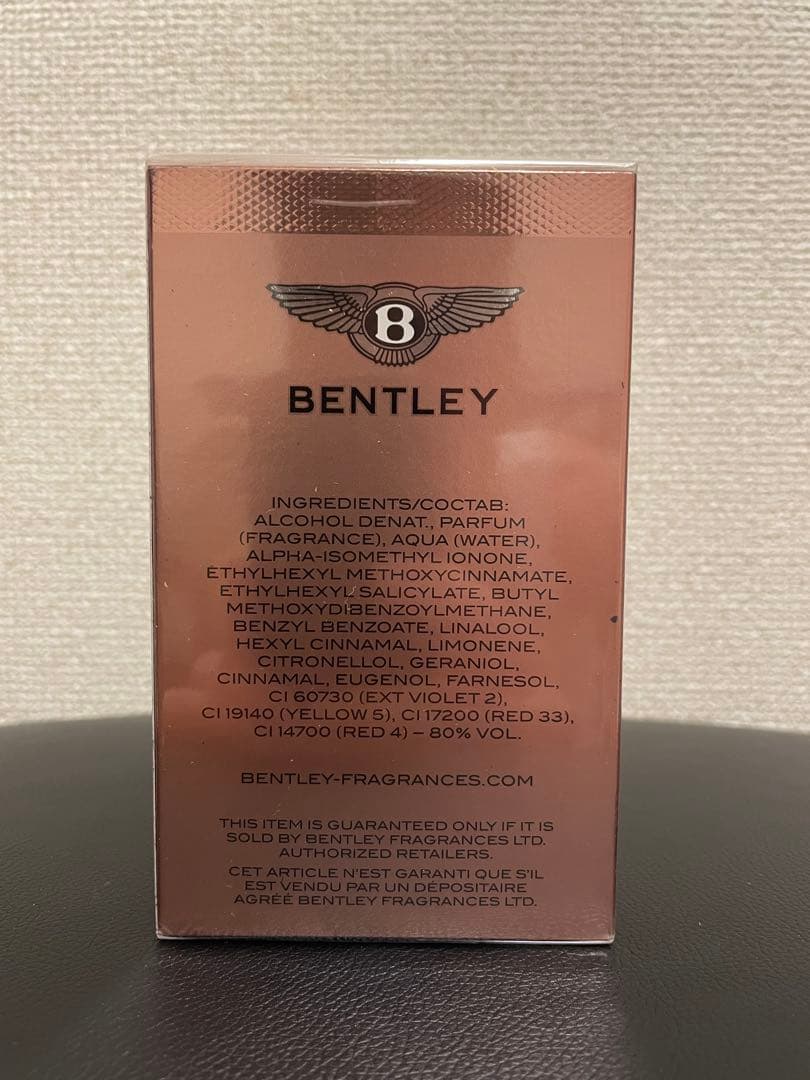 B
BENTLEY
INGREDIENTS/COCTAB:
ALCOHOL DENAT., PARFUM
(FRAGRANCE), AQUA (WATER),
ALPHA-ISOMETHYL IONONE,
ETHYLHEXYL METHOXYCINNAMATE,
ETHYLHEXYL SALICYLATE, BUTYL
METHOXYDIBENZOYLMETHANE,
BENZYL BENZOATE, LINALOOL,
HEXYL CINNAMAL, LIMONENE,
CITRONELLOL, GERANIOL,
CINNAMAL, EUGENOL, FARNESOL,
CI 60730 (EXT VIOLET 2),
CI 19140 (YELLOW 5), CI 17200 (RED 33),
CI 14700 (RED 4) – 80% VOL.
BENTLEY-FRAGRANCES.COM
THIS ITEM IS GUARANTEED ONLY IF IT IS
SOLD BY BENTLEY FRAGRANCES LTD.
AUTHORIZED RETAILERS.
CET ARTICLE N'EST GARANTI QUE S'IL
EST VENDU PAR UN DÉPOSITAIRE
AGRÉÉ BENTLEY FRAGRANCES LTD.